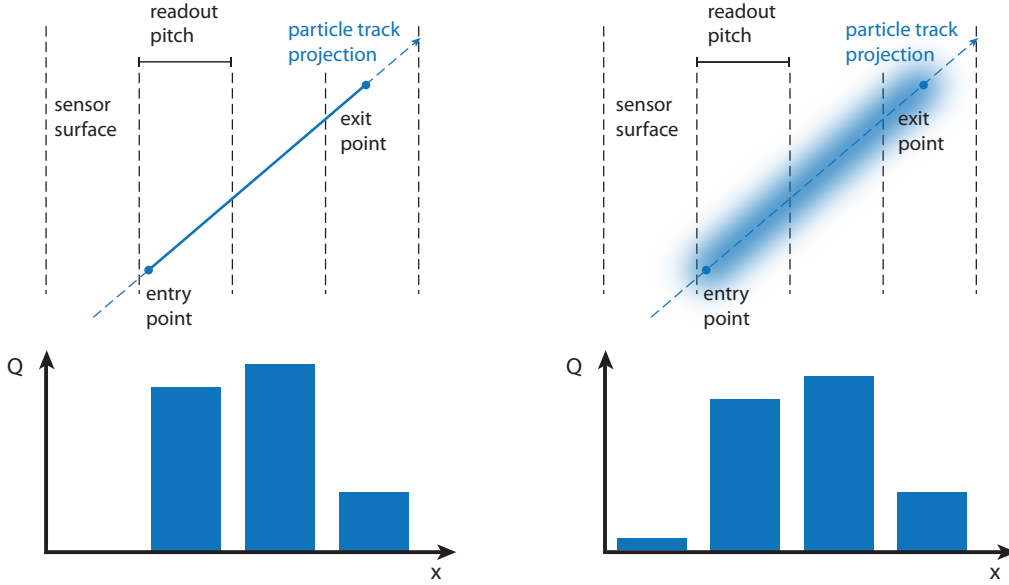 readout
pitch
particle track
projection
sensor
surface
exit
point
entry
point
Q
x
readout
pitch
particle track
projection
sensor
surface
exit
point
entry
point
Q
x